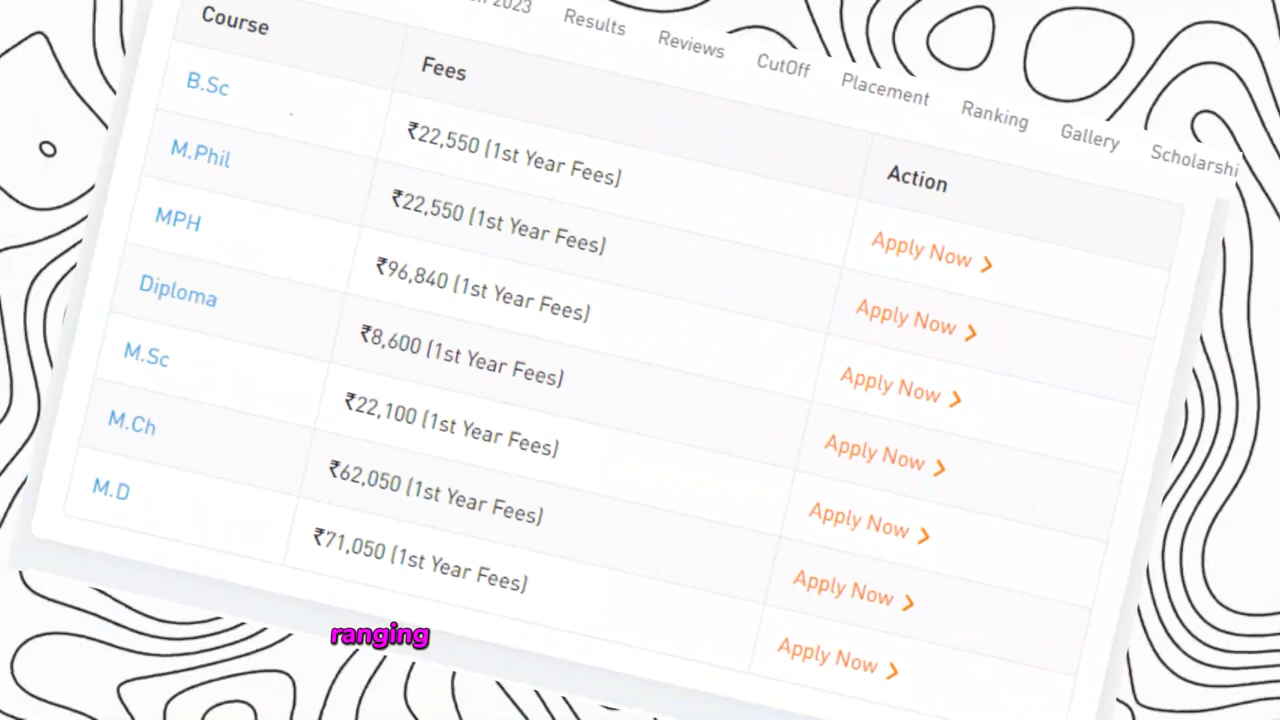 2023 Results Reviews CutOff Placement Ranking Gallery Scholarshi
Course Fees Action
B.Sc ₹22,550 (1st Year Fees) Apply Now
M.Phil ₹22,550 (1st Year Fees) Apply Now
MPH ₹96,840 (1st Year Fees) Apply Now
Diploma ₹8,600 (1st Year Fees) Apply Now
M.Sc ₹22,100 (1st Year Fees) Apply Now
M.Ch ₹62,050 (1st Year Fees) Apply Now
M.D ₹71,050 (1st Year Fees) Apply Now
ranging